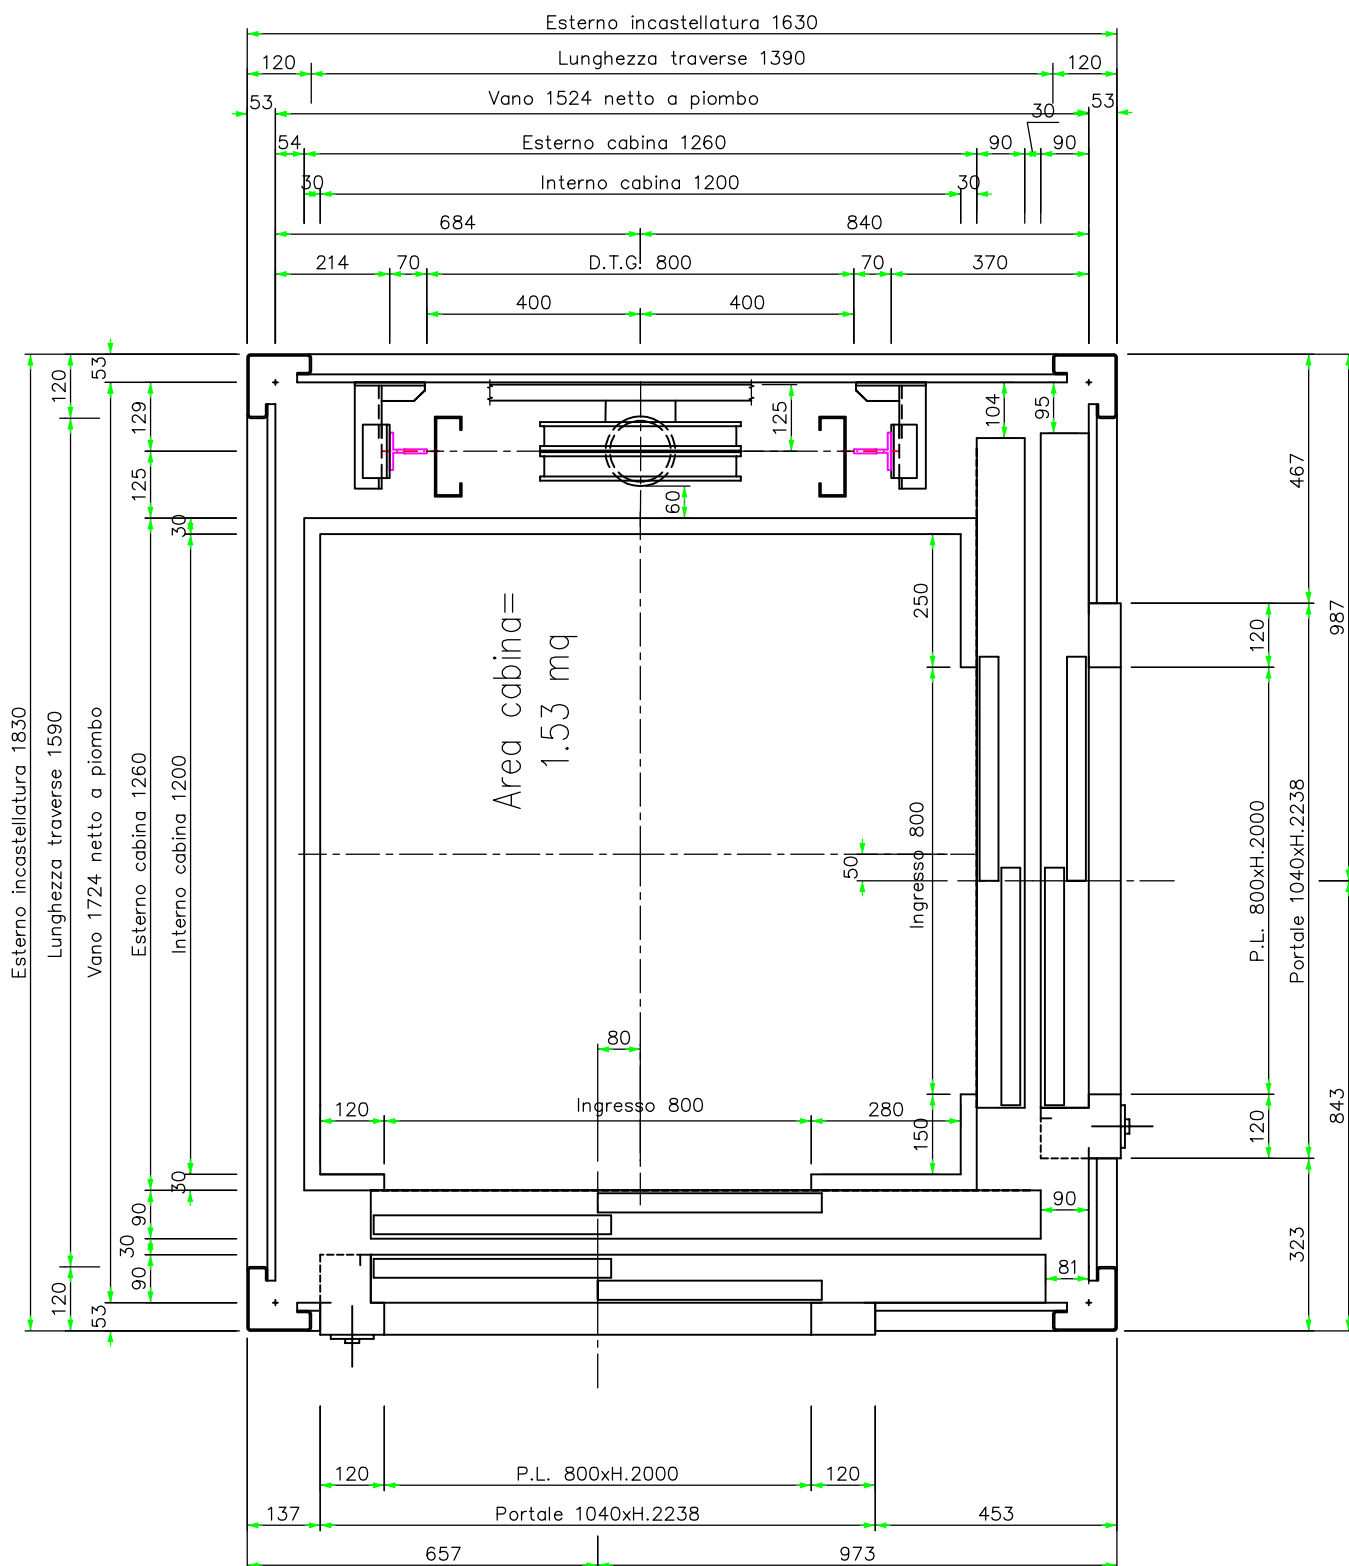 Esterno incastellatura 1630
120
Lunghezza traverse 1390
120
53
Vano 1524 netto a piombo
53
30
54
Esterno cabina 1260
90
90
30
Interno cabina 1200
30
684
840
214
70
D.T.G. 800
70
370
400
400
53
120
129
125
104
95
125
467
60
30
250
Area cabina=
1.53 mq
987
120
Esterno incastellatura 1830
Lunghezza traverse 1590
Vano 1724 netto a piombo
Esterno cabina 1260
Interno cabina 1200
Ingresso 800
50
P.L. 800xH.2000
Portale 1040xH.2238
80
120
Ingresso 800
280
150
120
843
30
90
30
90
90
81
323
120
53
120
P.L. 800xH.2000
120
137
Portale 1040xH.2238
453
657
973